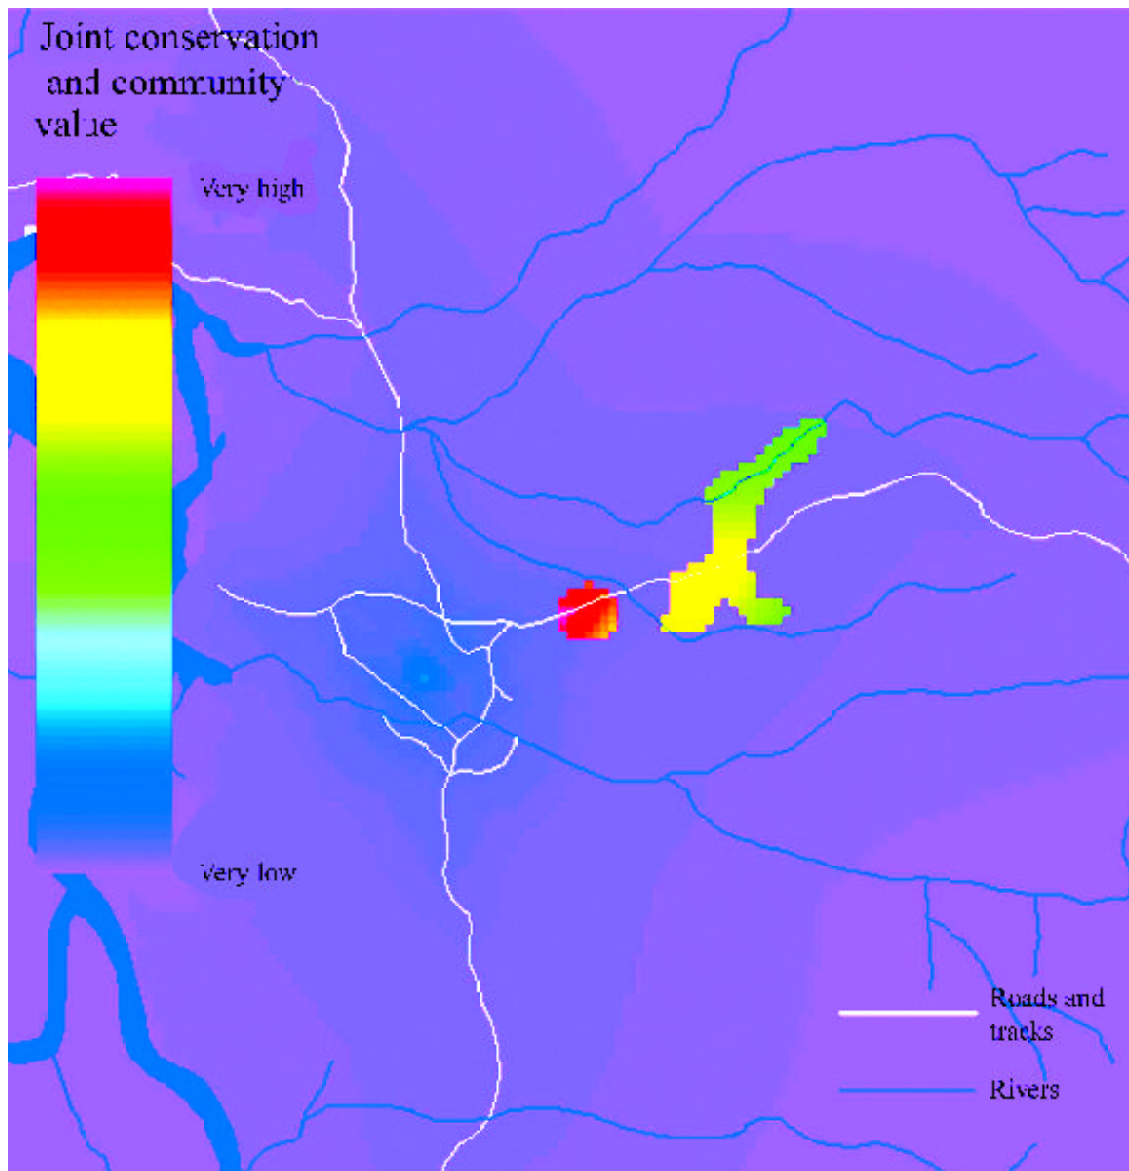 Joint conservation
and community
value
Very high
Very low
Roads and
tracks
Rivers